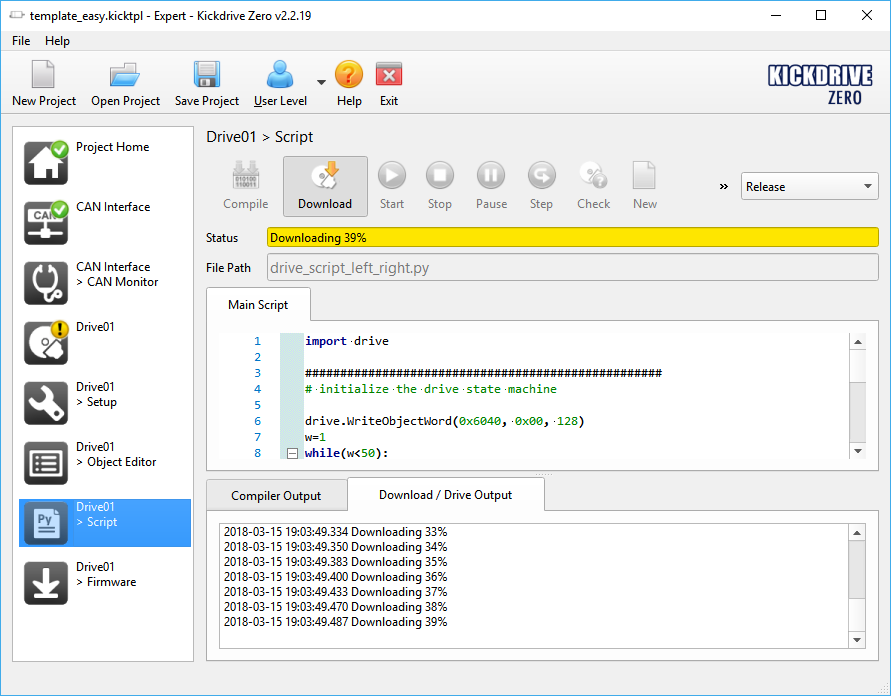 template_easy.kicktpl - Expert - Kickdrive Zero v2.2.19
File Help
New Project Open Project Save Project User Level Help Exit
KICKDRIVE
ZERO
Project Home
CAN
CAN Interface
CAN Interface
> CAN Monitor
Drive01
Drive01
> Setup
Drive01
> Object Editor
Py
Drive01
> Script
Drive01
> Firmware
Drive01 > Script
010100
110011
Compile Download Start Stop Pause Step Check New » Release
Status Downloading 39%
File Path drive_script_left_right.py
Main Script
1 import·drive
2
3 ###################################################
4 #·initialize·the·drive·state·machine
5
6 drive.WriteObjectWord(0x6040,·0x00,·128)
7 w=1
8 while(w<50):
Compiler Output Download / Drive Output
2018-03-15 19:03:49.334 Downloading 33%
2018-03-15 19:03:49.350 Downloading 34%
2018-03-15 19:03:49.383 Downloading 35%
2018-03-15 19:03:49.400 Downloading 36%
2018-03-15 19:03:49.433 Downloading 37%
2018-03-15 19:03:49.470 Downloading 38%
2018-03-15 19:03:49.487 Downloading 39%